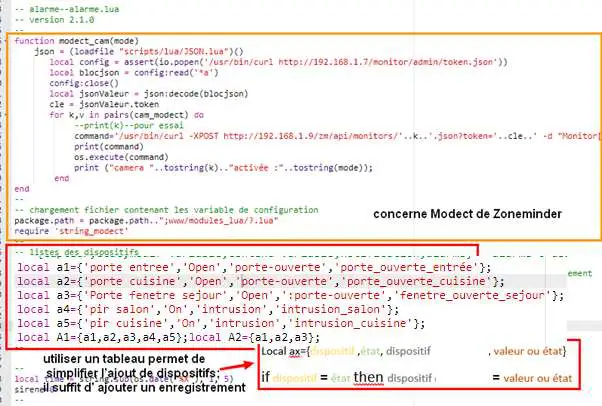 -- alarme--alarme.lua
-- version 2.1.0
--
function modect_cam(mode)
json = (loadfile "scripts/lua/JSON.lua")()
local config = assert(io.popen('/usr/bin/curl http://192.168.1.7/monitor/admin/token.json'))
local blocjson = config:read('*a')
config:close()
local jsonValeur = json:decode(blocjson)
cle = jsonValeur.token
for k,v in pairs(cam_modect) do
--print(k)--pour essai
command='/usr/bin/curl -XPOST http://192.168.1.9/zm/api/monitors/'..k..'.json?token='..cle..' -d "Monitor[
print(command)
os.execute(command)
print ("camera "..tostring(k).."activée :"..tostring(mode));
end
end
--
-- chargement fichier contenant les variable de configuration
package.path = package.path..";www/modules_lua/?.lua"
require 'string_modect'
concerne Modect de Zoneminder
--
-- listes des dispositifs
local a1={'porte entree','Open','porte-ouverte','porte_ouverte_entrée'};
local a2={'porte cuisine','Open','porte-ouverte','porte_ouverte_cuisine'};
local a3={'Porte fenetre sejour','Open',':porte-ouverte','fenetre_ouverte_sejour'};
local a4={'pir salon','On','intrusion','intrusion_salon'};
local a5={'pir cuisine','On','intrusion','intrusion_cuisine'};
local A1={a1,a2,a3,a4,a5};local A2={a1,a2,a3};
utiliser un tableau permet de
simplifier l'ajout de dispositifs;
il suffit d' ajouter un enregistrement
Local ax={dispositif ,état, dispositif , valeur ou état}
if dispositif = état then dispositif = valeur ou état
local time = string.sub(os.date("%X"), 1, 5)